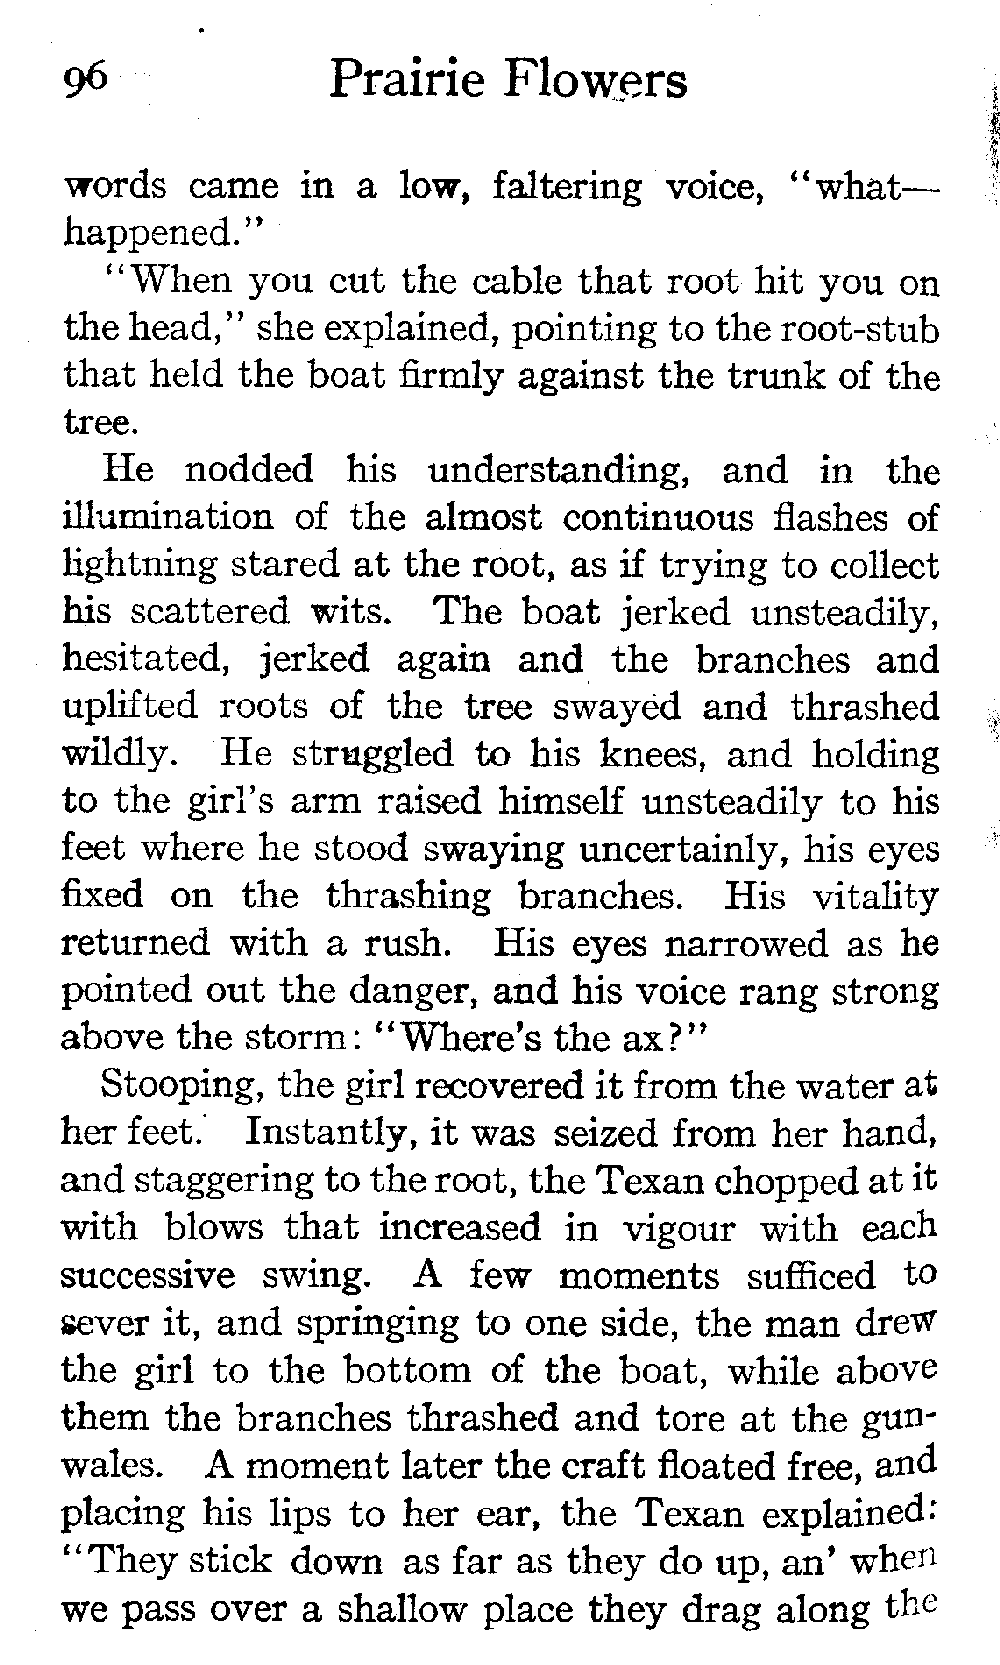 96 Prairie Flowers
words came in a low, faltering voice, "what—
happened."
"When you cut the cable that root hit you on
the head," she explained, pointing to the root-stub
that held the boat firmly against the trunk of the
tree.
He nodded his understanding, and in the
illumination of the almost continuous flashes of
lightning stared at the root, as if trying to collect
his scattered wits. The boat jerked unsteadily,
hesitated, jerked again and the branches and
uplifted roots of the tree swayed and thrashed
wildly. He struggled to his knees, and holding
to the girl's arm raised himself unsteadily to his
feet where he stood swaying uncertainly, his eyes
fixed on the thrashing branches. His vitality
returned with a rush. His eyes narrowed as he
pointed out the danger, and his voice rang strong
above the storm: "Where's the ax?"
Stooping, the girl recovered it from the water at
her feet. Instantly, it was seized from her hand,
and staggering to the root, the Texan chopped at it
with blows that increased in vigour with each
successive swing. A few moments sufficed to
sever it, and springing to one side, the man drew
the girl to the bottom of the boat, while above
them the branches thrashed and tore at the gun-
wales. A moment later the craft floated free, and
placing his lips to her ear, the Texan explained:
"They stick down as far as they do up, an' when
we pass over a shallow place they drag along the